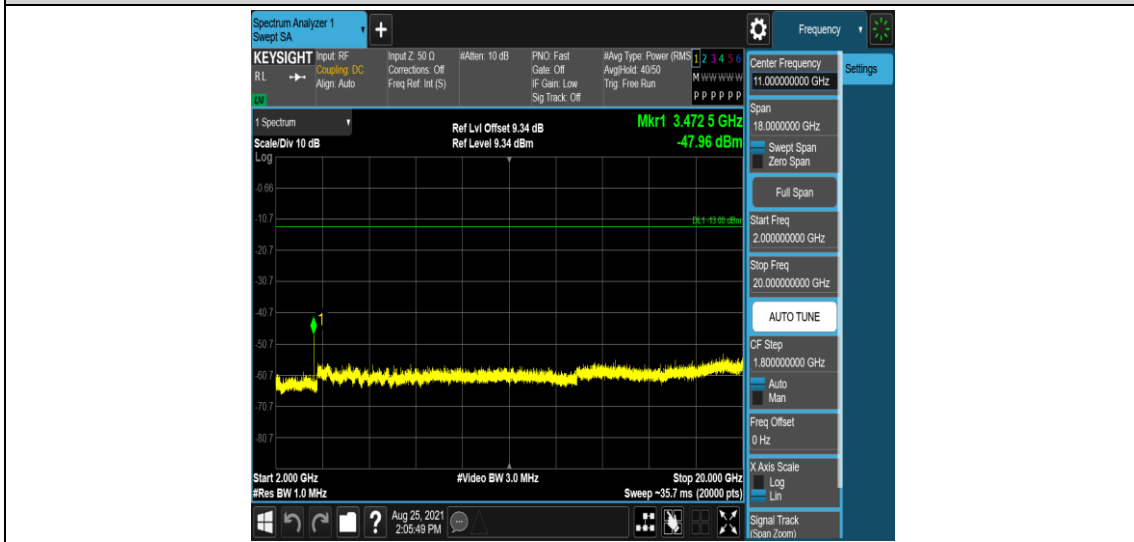 Spectrum Analyzer 1
Swept SA
+
Frequency
KEYSIGHT
RL
Input: RF
Coupling: DC
Align: Auto
Input Z: 50 Ω
Corrections: Off
Freq Ref: Int (S)
#Atten: 10 dB
PNO: Fast
Gate: Off
IF Gain: Low
Sig Track: Off
#Avg Type: Power (RMS
Avg|Hold: 40/50
Trig: Free Run
1 2 3 4 5 6
M W W W W W
P P P P P P
1 Spectrum
Scale/Div 10 dB
Log
Ref Lvl Offset 9.34 dB
Ref Level 9.34 dBm
Mkr1 3.472 5 GHz
-47.96 dBm
-0.66
-10.7
DL1 -13.00 dBm
-20.7
-30.7
-40.7
1
-50.7
-60.7
-70.7
-80.7
Start 2.000 GHz
#Res BW 1.0 MHz
#Video BW 3.0 MHz
Stop 20.000 GHz
Sweep ~35.7 ms (20000 pts)
?
Aug 25, 2021
2:05:49 PM
Center Frequency
11.000000000 GHz
Settings
Span
18.0000000 GHz
Swept Span
Zero Span
Full Span
Start Freq
2.000000000 GHz
Stop Freq
20.000000000 GHz
AUTO TUNE
CF Step
1.800000000 GHz
Auto
Man
Freq Offset
0 Hz
X Axis Scale
Log
Lin
Signal Track
(Span Zoom)